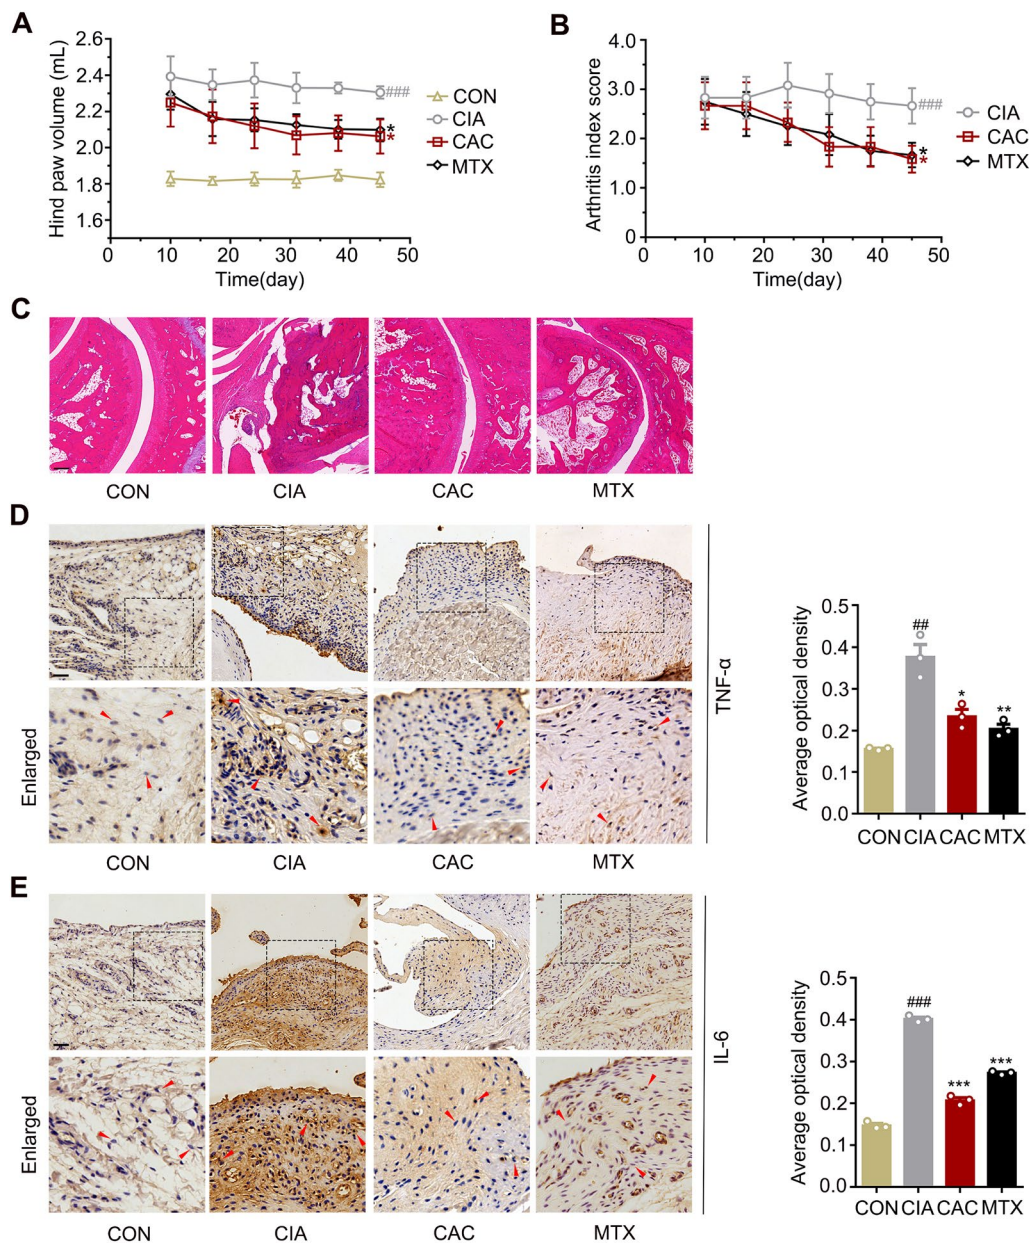 A
Hind paw volume (mL)
2.6
2.4
2.2
2.0
1.8
1.6
0
10
20
30
40
50
Time(day)
###
*
*
CON
CIA
CAC
MTX
B
Arthritis index score
4.0
3.0
2.0
1.0
0
0
10
20
30
40
50
Time(day)
###
*
*
CIA
CAC
MTX
C
CON
CIA
CAC
MTX
D
Enlarged
CON
CIA
CAC
MTX
TNF-α
Average optical density
0.5
0.4
0.3
0.2
0.1
0.0
##
*
**
CON
CIA
CAC
MTX
E
Enlarged
CON
CIA
CAC
MTX
IL-6
Average optical density
0.5
0.4
0.3
0.2
0.1
0.0
###
***
***
CON
CIA
CAC
MTX